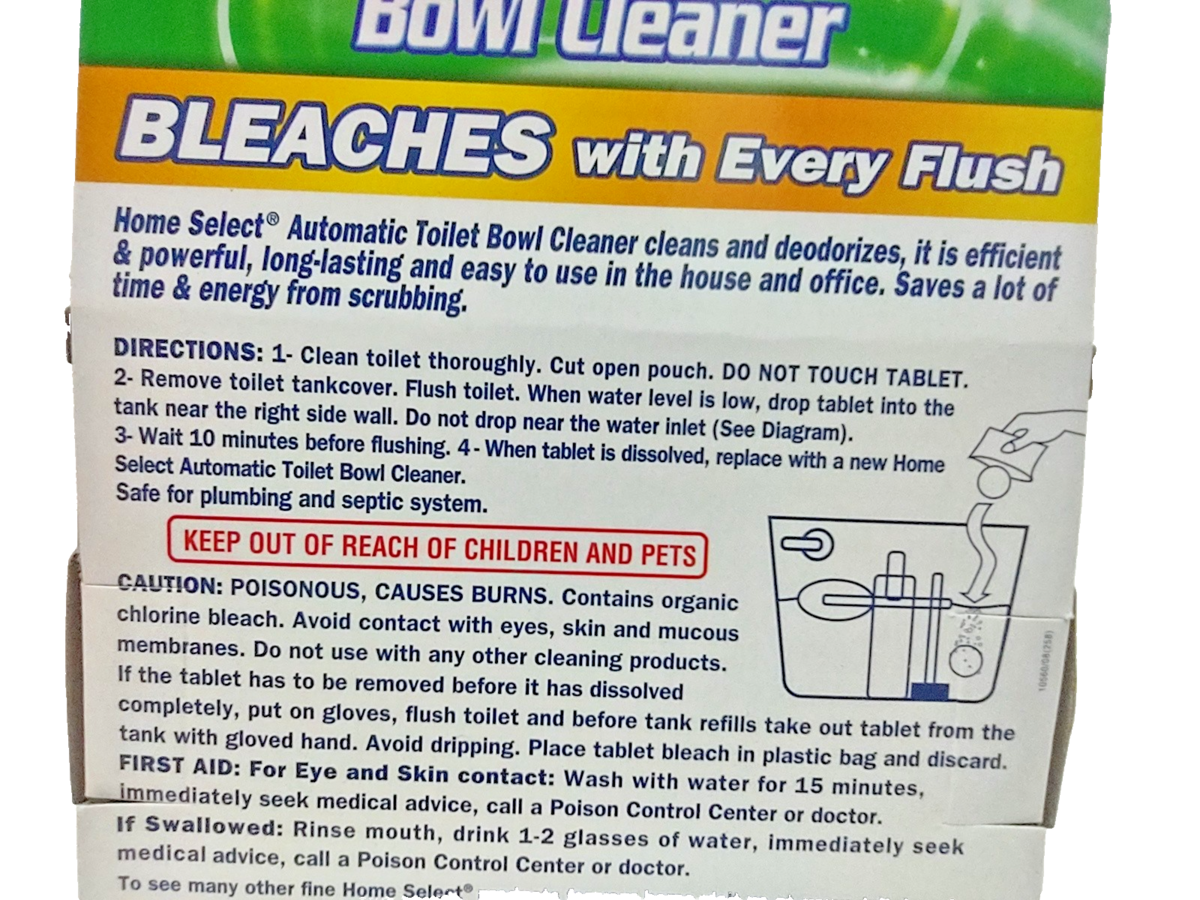 Bowl Cleaner
BLEACHES with Every Flush
Home Select® Automatic Toilet Bowl Cleaner cleans and deodorizes, it is efficient
& powerful, long-lasting and easy to use in the house and office. Saves a lot of
time & energy from scrubbing.
DIRECTIONS: 1- Clean toilet thoroughly. Cut open pouch. DO NOT TOUCH TABLET.
2- Remove toilet tankcover. Flush toilet. When water level is low, drop tablet into the
tank near the right side wall. Do not drop near the water inlet (See Diagram).
3- Wait 10 minutes before flushing. 4- When tablet is dissolved, replace with a new Home
Select Automatic Toilet Bowl Cleaner.
Safe for plumbing and septic system.
KEEP OUT OF REACH OF CHILDREN AND PETS
CAUTION: POISONOUS, CAUSES BURNS. Contains organic
chlorine bleach. Avoid contact with eyes, skin and mucous
membranes. Do not use with any other cleaning products.
If the tablet has to be removed before it has dissolved
completely, put on gloves, flush toilet and before tank refills take out tablet from the
tank with gloved hand. Avoid dripping. Place tablet bleach in plastic bag and discard.
FIRST AID: For Eye and Skin contact: Wash with water for 15 minutes,
immediately seek medical advice, call a Poison Control Center or doctor.
If Swallowed: Rinse mouth, drink 1-2 glasses of water, immediately seek
medical advice, call a Poison Control Center or doctor.
To see many other fine Home Select®